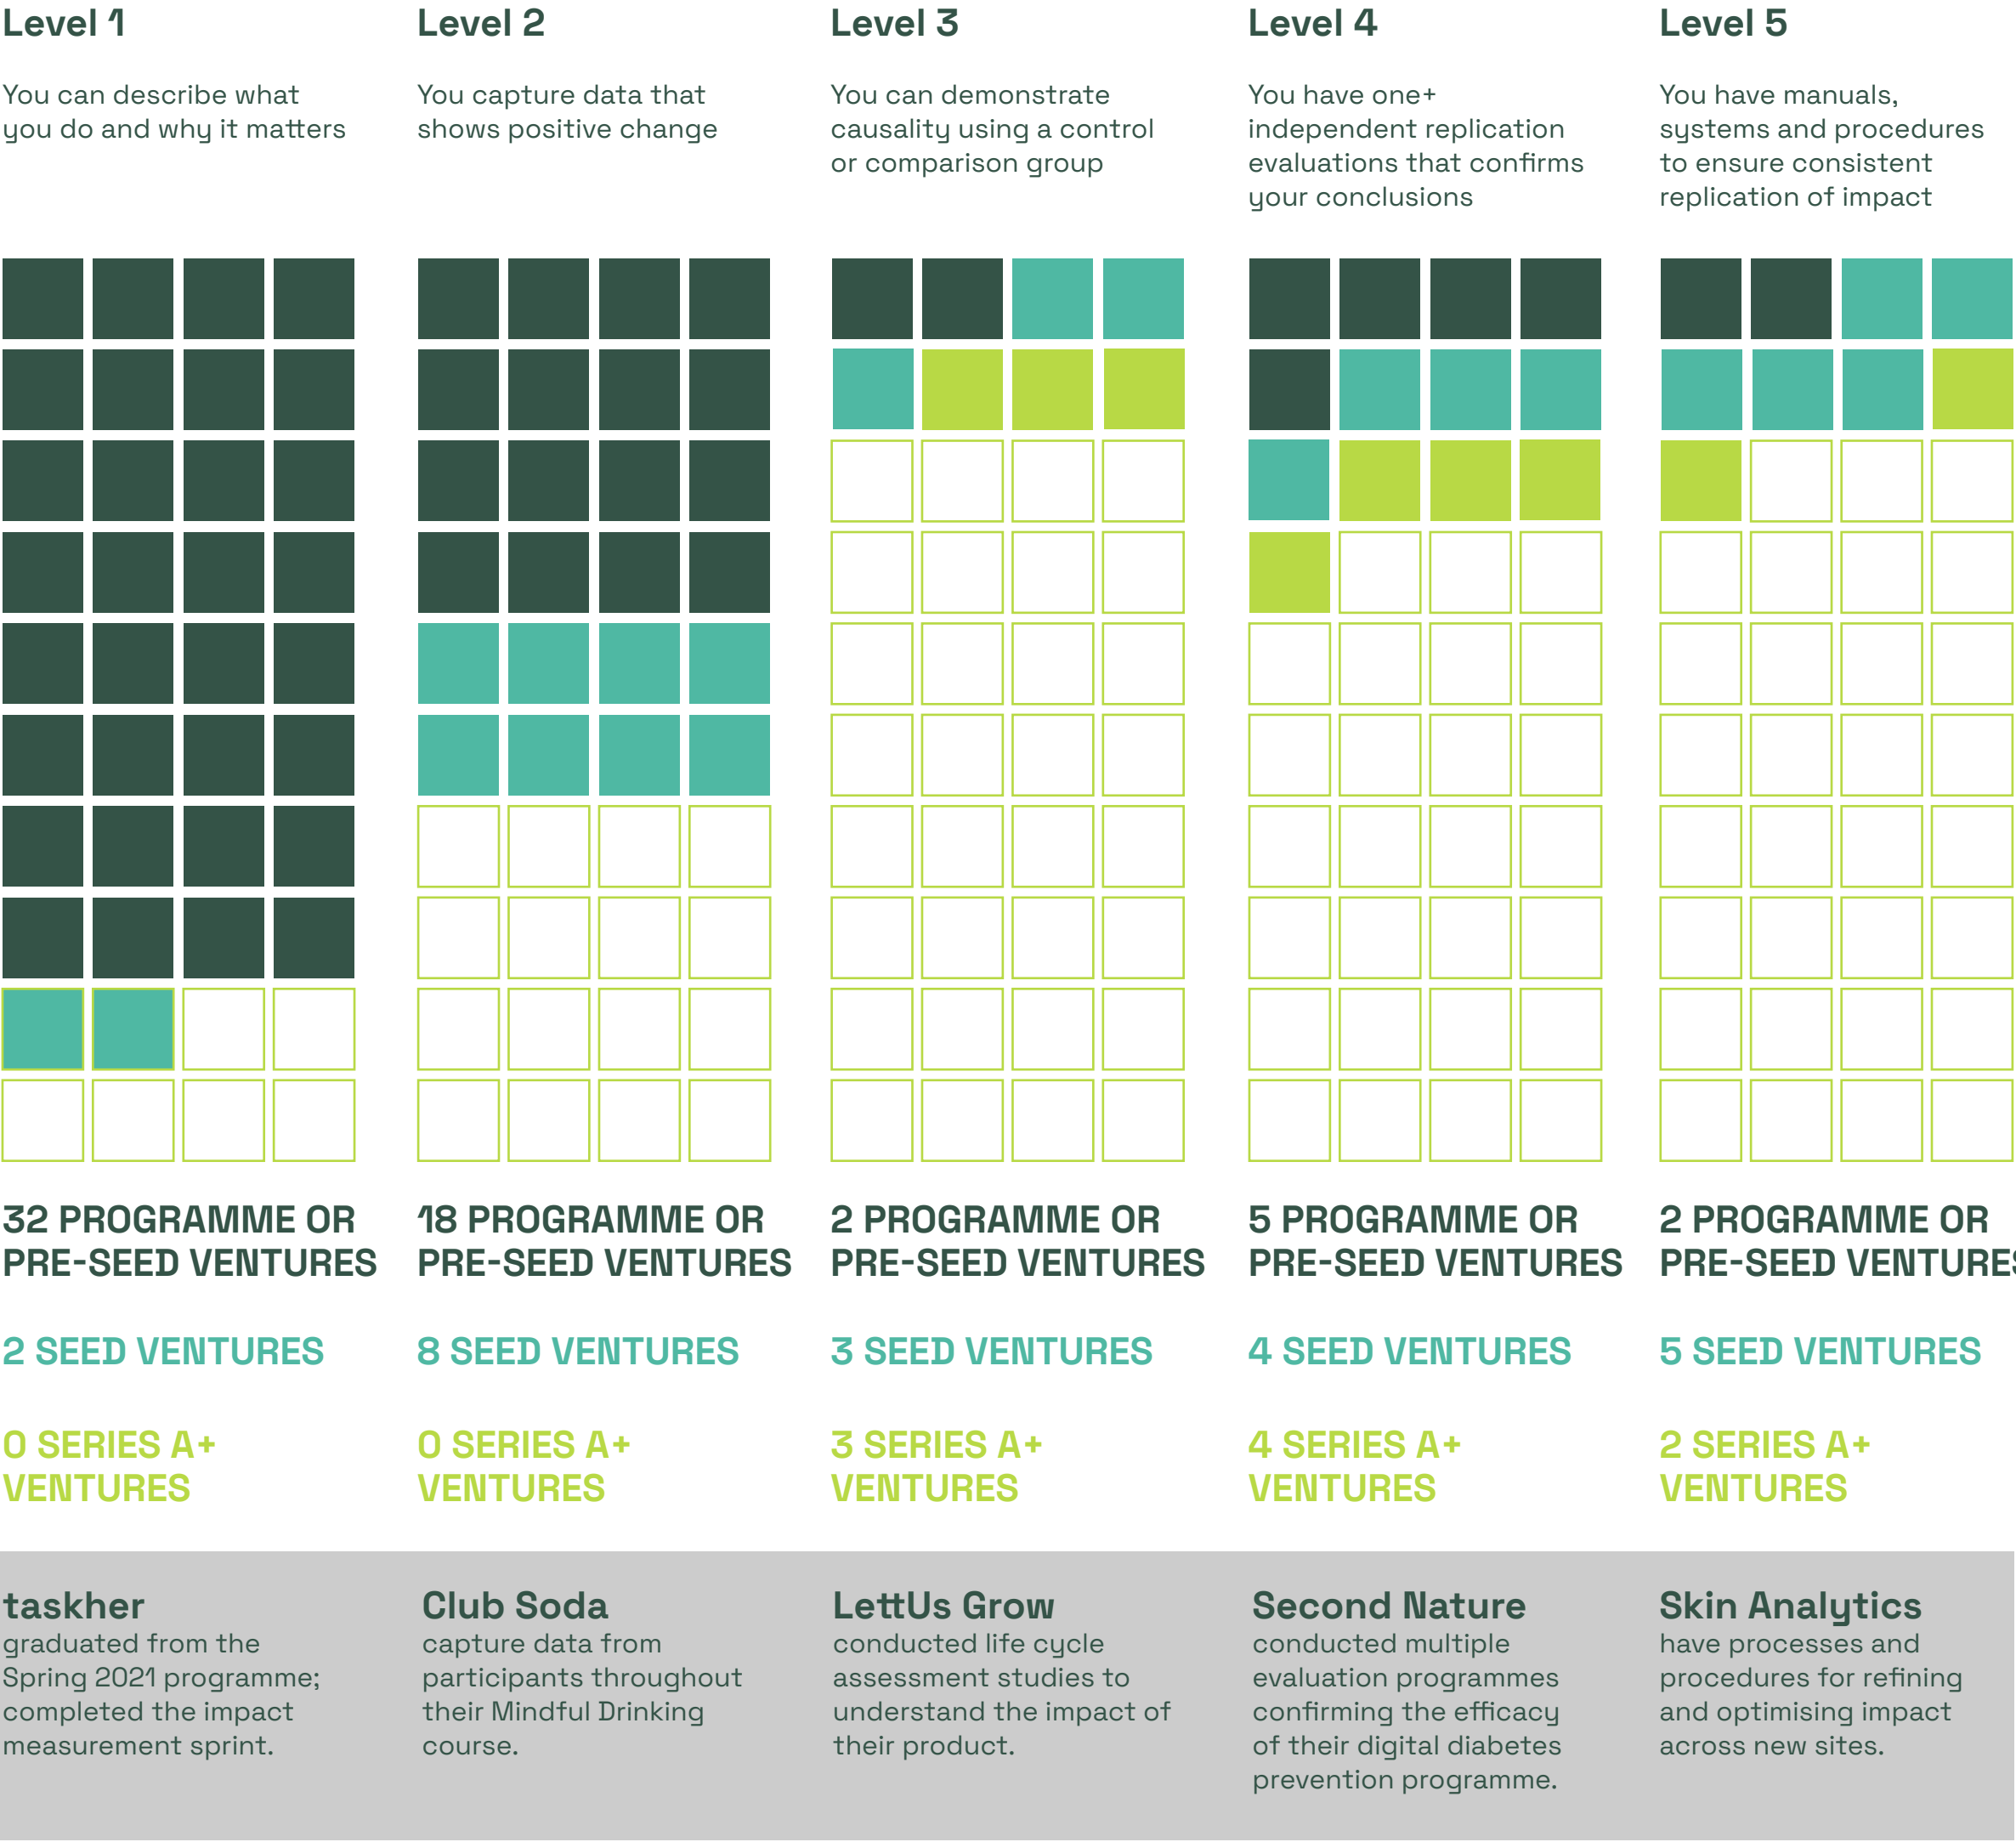 Level 1
You can describe what
you do and why it matters
32 PROGRAMME OR
PRE-SEED VENTURES
2 SEED VENTURES
0 SERIES A+
VENTURES
taskher
graduated from the
Spring 2021 programme;
completed the impact
measurement sprint.
Level 2
You capture data that
shows positive change
18 PROGRAMME OR
PRE-SEED VENTURES
8 SEED VENTURES
0 SERIES A+
VENTURES
Club Soda
capture data from
participants throughout
their Mindful Drinking
course.
Level 3
You can demonstrate
causality using a control
or comparison group
2 PROGRAMME OR
PRE-SEED VENTURES
3 SEED VENTURES
3 SERIES A+
VENTURES
LettUs Grow
conducted life cycle
assessment studies to
understand the impact of
their product.
Level 4
You have one+
independent replication
evaluations that confirms
your conclusions
5 PROGRAMME OR
PRE-SEED VENTURES
4 SEED VENTURES
4 SERIES A+
VENTURES
Second Nature
conducted multiple
evaluation programmes
confirming the efficacy
of their digital diabetes
prevention programme.
Level 5
You have manuals,
systems and procedures
to ensure consistent
replication of impact
2 PROGRAMME OR
PRE-SEED VENTURES
5 SEED VENTURES
2 SERIES A+
VENTURES
Skin Analytics
have processes and
procedures for refining
and optimising impact
across new sites.